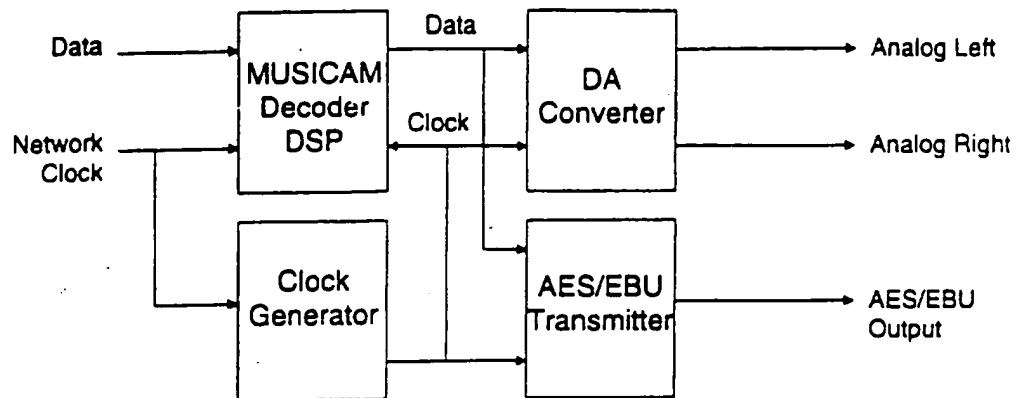 Data
Data
MUSICAM
Decoder
DSP
DA
Converter
Analog Left
Network
Clock
Clock
Analog Right
Clock
Generator
AES/EBU
Transmitter
AES/EBU
Output